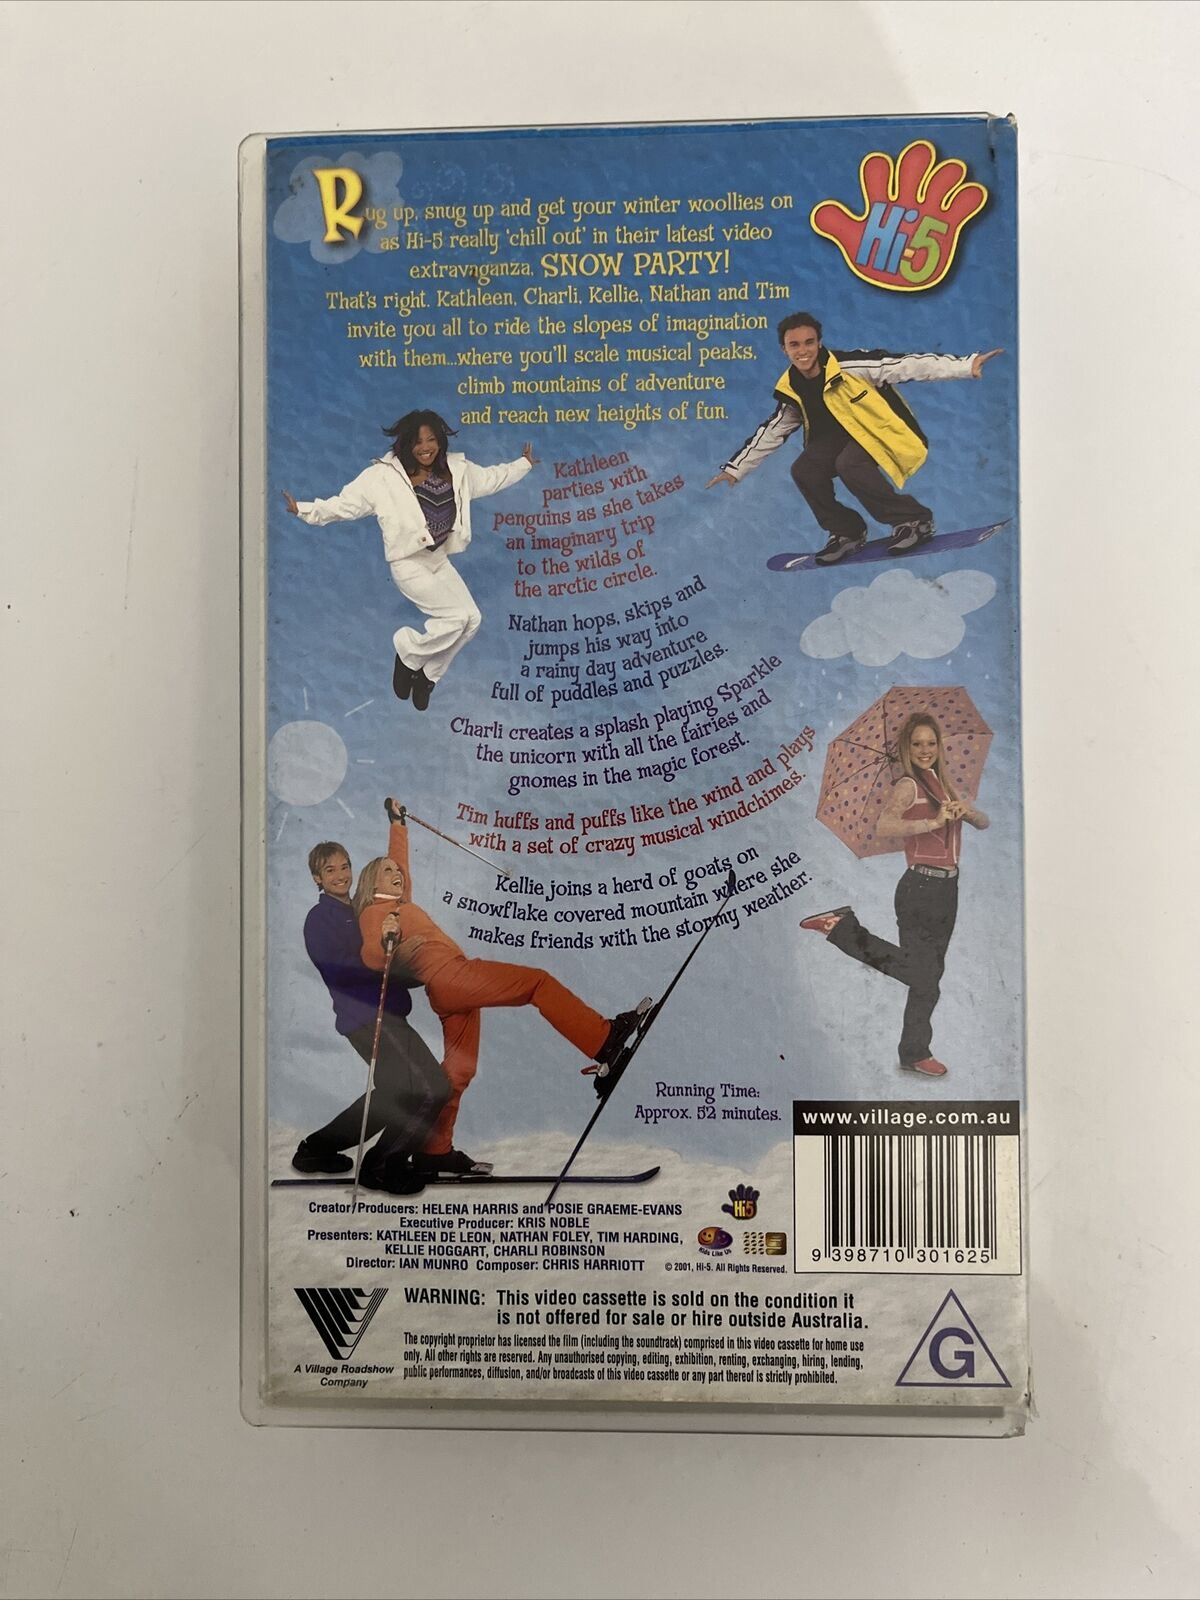 Rug up, snug up and get your winter woollies on
as Hi-5 really 'chill out' in their latest video
extravaganza, SNOW PARTY!
That's right. Kathleen, Charli, Kellie, Nathan and Tim
invite you all to ride the slopes of imagination
with them...where you'll scale musical peaks,
climb mountains of adventure
and reach new heights of fun.
Hi-5
Kathleen
parties with
penguins as she takes
an imaginary trip
to the wilds of
the arctic circle.
Nathan hops, skips and
jumps his way into
a rainy day adventure
full of puddles and puzzles.
Charli creates a splash playing Sparkle
the unicorn with all the fairies and
gnomes in the magic forest.
Tim huffs and puffs like the wind and plays
with a set of crazy musical windchimes.
Kellie joins a herd of goats on
a snowflake covered mountain where she
makes friends with the stormy weather.
Running Time:
Approx. 52 minutes.
www.village.com.au
9 398710 301625
Creator/Producers: HELENA HARRIS and POSIE GRAEME-EVANS
Executive Producer: KRIS NOBLE
Presenters: KATHLEEN DE LEON, NATHAN FOLEY, TIM HARDING,
KELLIE HOGGART, CHARLI ROBINSON
Director: IAN MUNRO Composer: CHRIS HARRIOTT
Hi-5
Kids Like Us
© 2001, Hi-5. All Rights Reserved.
A Village Roadshow
Company
WARNING: This video cassette is sold on the condition it
is not offered for sale or hire outside Australia.
The copyright proprietor has licensed the film (including the soundtrack) comprised in this video cassette for home use
only. All other rights are reserved. Any unauthorised copying, editing, exhibition, renting, exchanging, hiring, lending,
public performances, diffusion, and/or broadcasts of this video cassette or any part thereof is strictly prohibited.
G